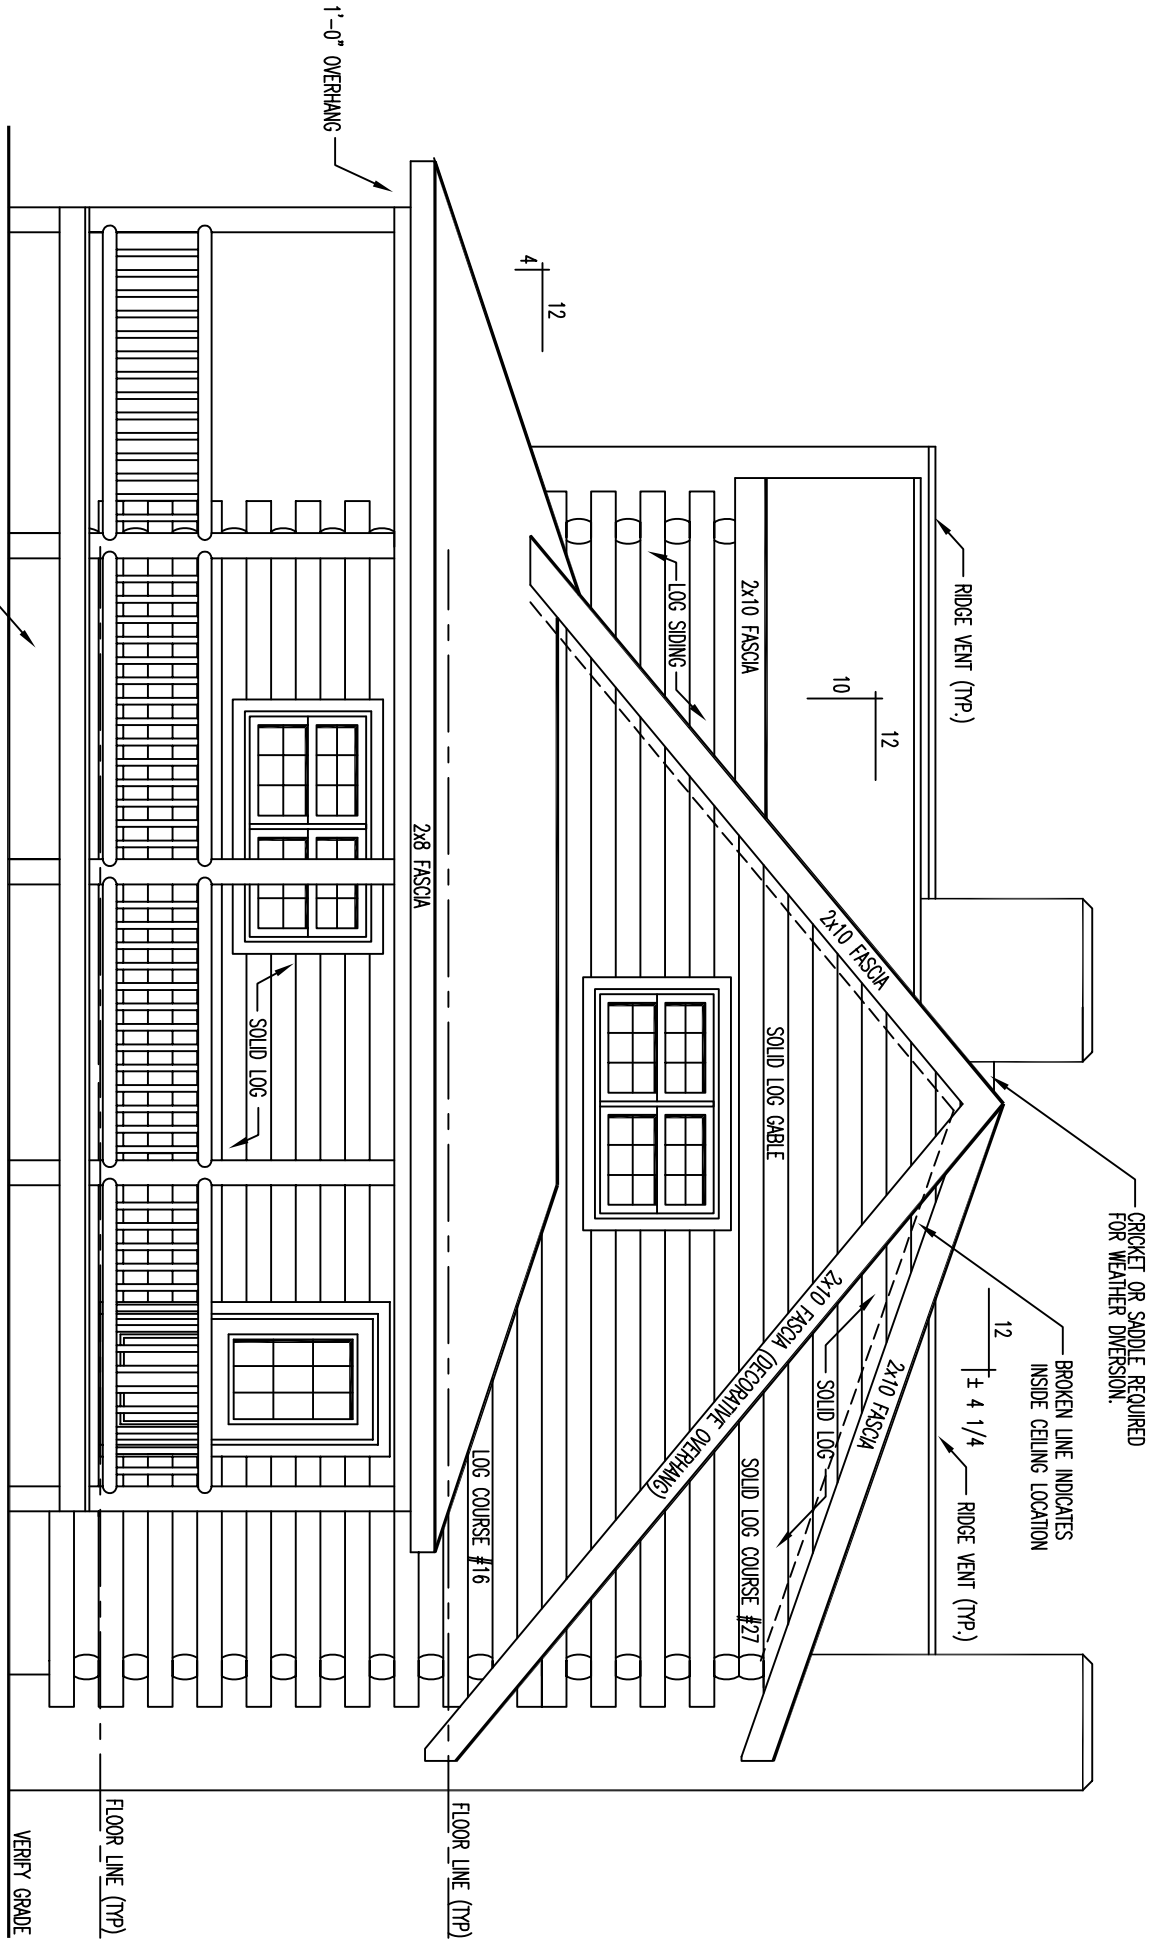 CRICKET OR SADDLE REQUIRED
FOR WEATHER DIVERSION.
BROKEN LINE INDICATES
INSIDE CEILING LOCATION
RIDGE VENT (TYP.)
RIDGE VENT (TYP.)
12
± 4 1/4
12
10
2x10 FASCIA
2x10 FASCIA
2x10 FASCIA
2x10 FASCIA (DECORATIVE OVERHANG)
SOLID LOG
SOLID LOG GABLE
SOLID LOG COURSE #27
LOG SIDING
12
4
LOG COURSE #16
FLOOR LINE (TYP)
2x8 FASCIA
1'-0" OVERHANG
SOLID LOG
FLOOR LINE (TYP)
VERIFY GRADE